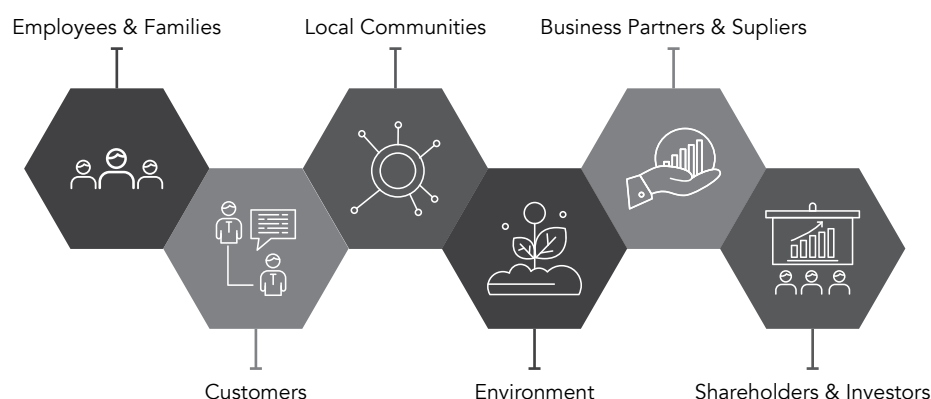 Employees & Families
Local Communities
Business Partners & Supliers
Customers
Environment
Shareholders & Investors